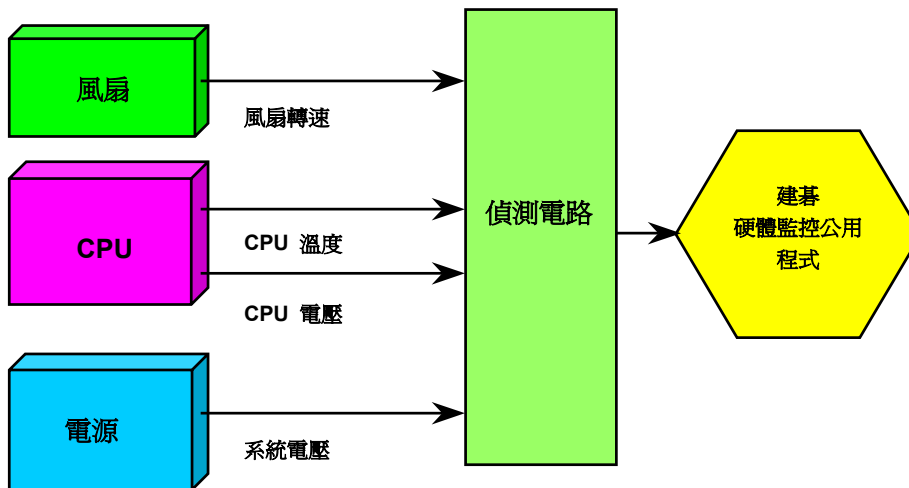 風扇
風扇轉速
CPU
CPU 溫度
CPU 電壓
電源
系統電壓
偵測電路
建碁
硬體監控公用
程式